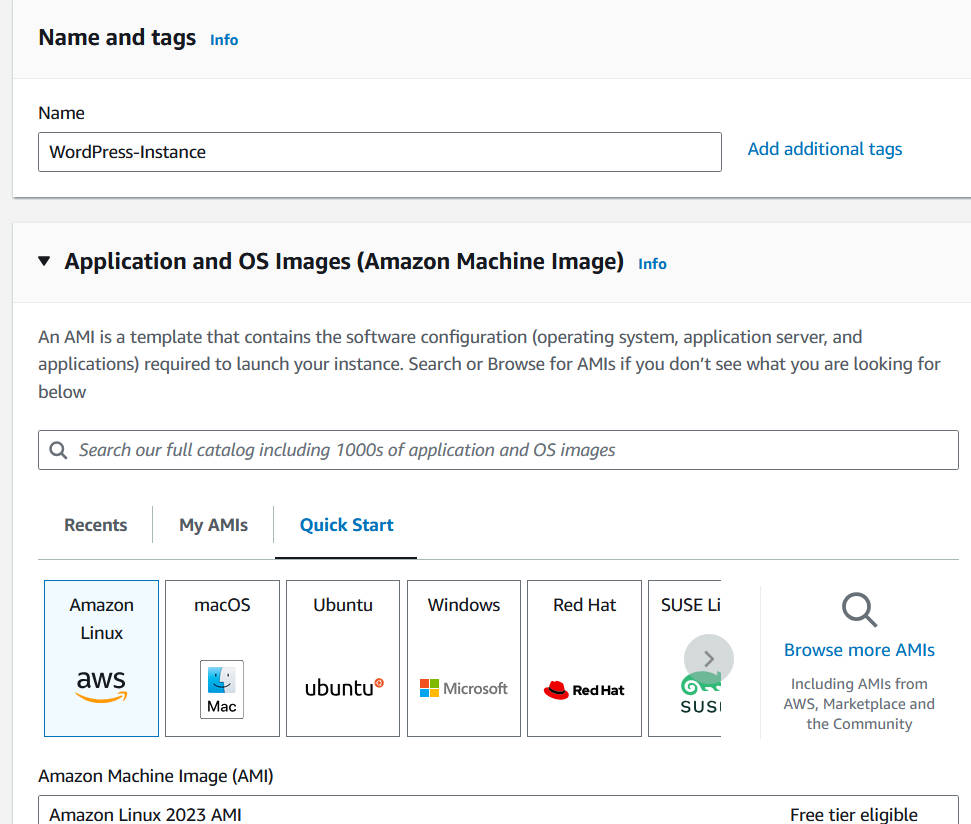 Name and tags Info
Name
WordPress-Instance
Add additional tags
Application and OS Images (Amazon Machine Image) Info
An AMI is a template that contains the software configuration (operating system, application server, and
applications) required to launch your instance. Search or Browse for AMIs if you don’t see what you are looking for
below
Search our full catalog including 1000s of application and OS images
Recents
My AMIs
Quick Start
Amazon
Linux
aws
macOS
Mac
Ubuntu
ubuntu
Windows
Microsoft
Red Hat
Red Hat
SUSE Li
SUS
Browse more AMIs
Including AMIs from
AWS, Marketplace and
the Community
Amazon Machine Image (AMI)
Amazon Linux 2023 AMI
Free tier eligible